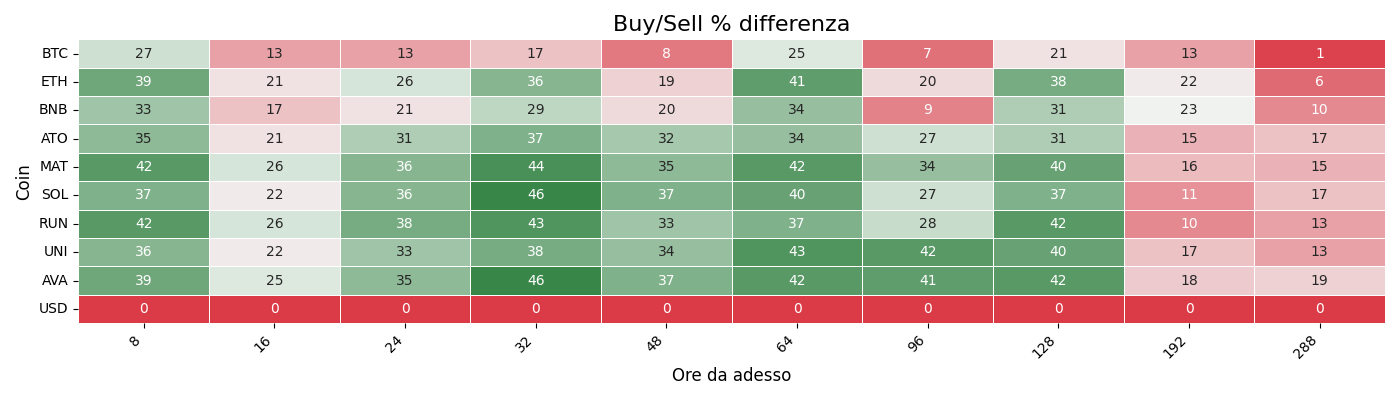 Buy/Sell % differenza
Coin
BTC 27 13 13 17 8 25 7 21 13 1
ETH 39 21 26 36 19 41 20 38 22 6
BNB 33 17 21 29 20 34 9 31 23 10
ATO 35 21 31 37 32 34 27 31 15 17
MAT 42 26 36 44 35 42 34 40 16 15
SOL 37 22 36 46 37 40 27 37 11 17
RUN 42 26 38 43 33 37 28 42 10 13
UNI 36 22 33 38 34 43 42 40 17 13
AVA 39 25 35 46 37 42 41 42 18 19
USD 0 0 0 0 0 0 0 0 0 0
8 16 24 32 48 64 96 128 192 288
Ore da adesso